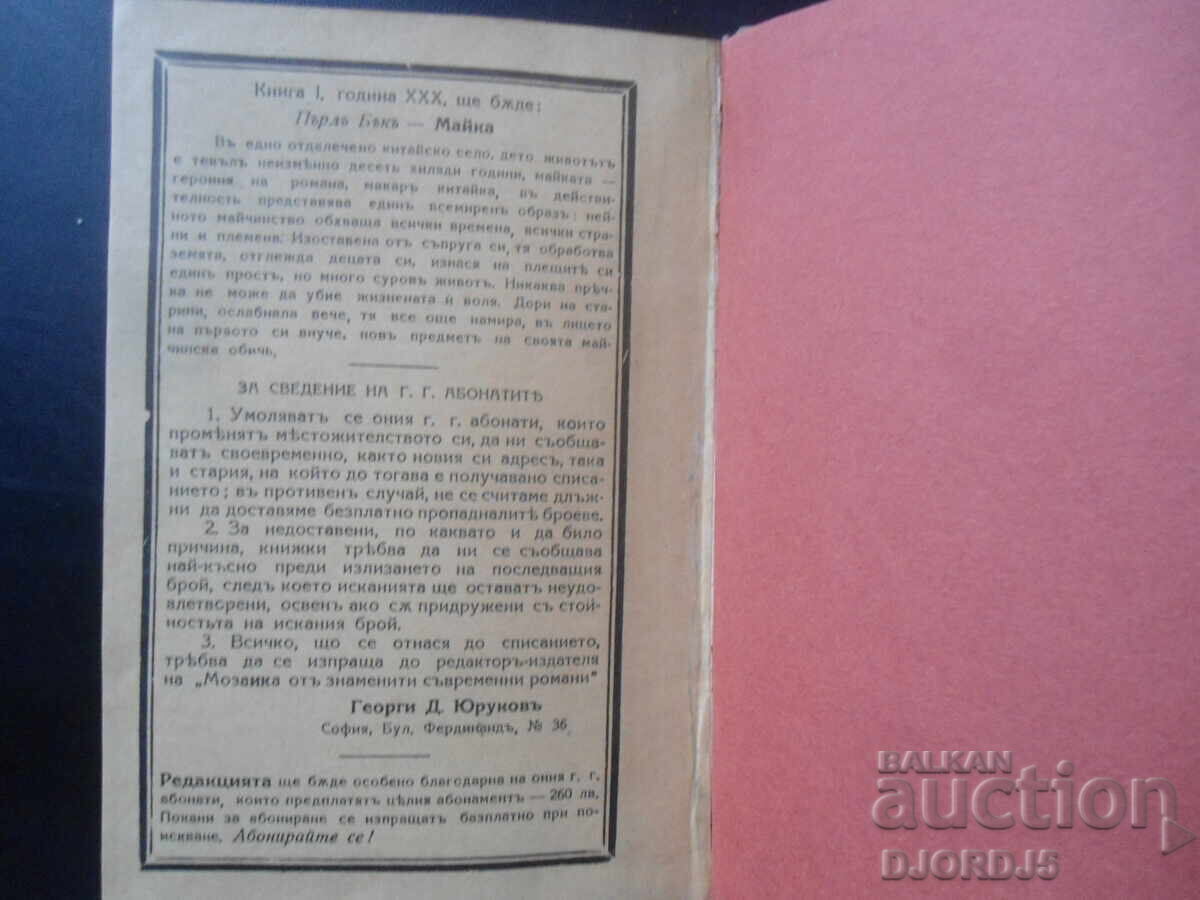 Книга I, година XXX, ще бѫде:
Пърлъ Бъкъ — Майка
Въ едно отдалечено китайско село, дето животътъ
е текълъ неизмѣнно десеть хиляди години, майката —
героиня на романа, макаръ китайка, въ действи-
телность представява единъ всемиренъ образъ: ней-
ното майчинство обхваща всички времена, всички стра-
ни и племена. Изоставена отъ съпруга си, тя обработва
земята, отглежда децата си, изнася на плещитѣ си
единъ простъ, но много суровъ животъ. Никаква прѣч-
ка не може да убие жизнената ѝ воля. Дори на ста-
рини, ослабнала вече, тя все още намира, въ лицето
на първото си внуче, новъ предметъ на своята май-
чинска обичь.
ЗА СВЕДЕНИЕ НА Г. Г. АБОНАТИТѢ
1. Умоляватъ се ония г. г. абонати, които
промѣнятъ мѣстожителството си, да ни съобща-
ватъ своевременно, както новия си адресъ, така
и стария, на който до тогава е получавано списа-
нието; въ противенъ случай, не се считаме длъж-
ни да доставяме безплатно пропадналитѣ броеве.
2. За недоставени, по каквато и да било
причина, книжки трѣбва да ни се съобщава
най-късно преди излизането на последващия
брой, следъ което исканията ще останатъ неудо-
влетворени, освенъ ако сѫ придружени съ стой-
ностьта на искания брой.
3. Всичко, що се отнася до списанието,
трѣбва да се изпраща до редакторъ-издателя
на „Мозаика отъ знаменити съвременни романи"
Георги Д. Юруковъ
София, Бул. Фердинандъ, № 36.
Редакцията ще бѫде особено благодарна на ония г. г.
абонати, които предплатятъ цѣлия абонаментъ — 260 лв.
Покани за абониране се изпращатъ безплатно при по-
искване. Абонирайте се!
BALKAN
auction
DJORDJ5